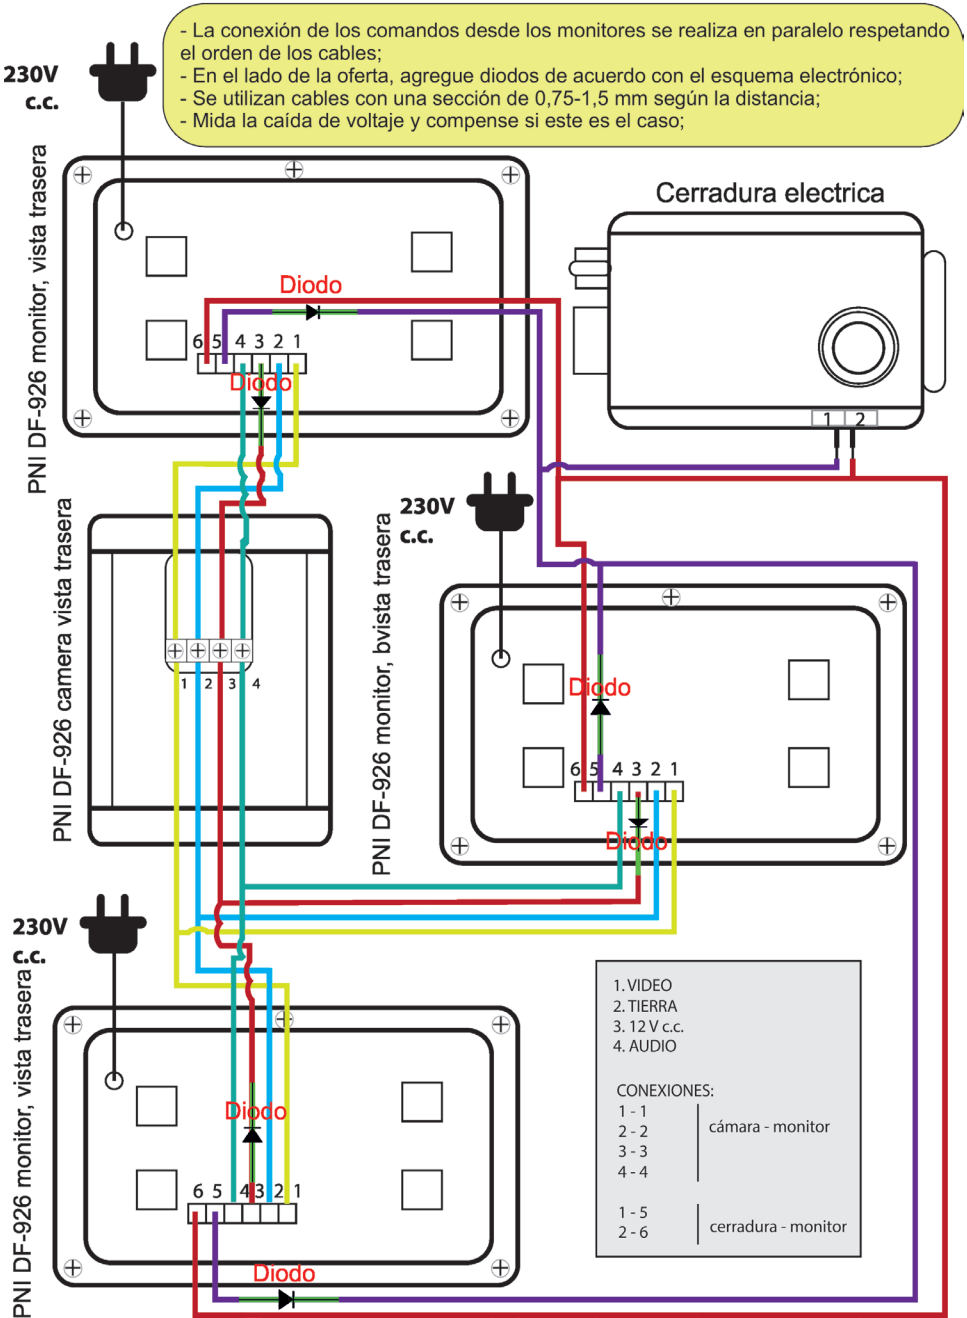 - La conexión de los comandos desde los monitores se realiza en paralelo respetando
el orden de los cables;
- En el lado de la oferta, agregue diodos de acuerdo con el esquema electrónico;
- Se utilizan cables con una sección de 0,75-1,5 mm según la distancia;
- Mida la caída de voltaje y compense si este es el caso;
230V
c.c.
PNI DF-926 monitor, vista trasera
Diodo
6 5 4 3 2 1
Diodo
Cerradura electrica
1 2
PNI DF-926 camera vista trasera
1 2 3 4
230V
c.c.
PNI DF-926 monitor, bvista trasera
Diodo
6 5 4 3 2 1
Diodo
230V
c.c.
PNI DF-926 monitor, vista trasera
Diodo
6 5 4 3 2 1
Diodo
1. VIDEO
2. TIERRA
3. 12 V c.c.
4. AUDIO
CONEXIONES:
1 - 1
2 - 2
cámara - monitor
3 - 3
4 - 4
1 - 5
2 - 6
cerradura - monitor